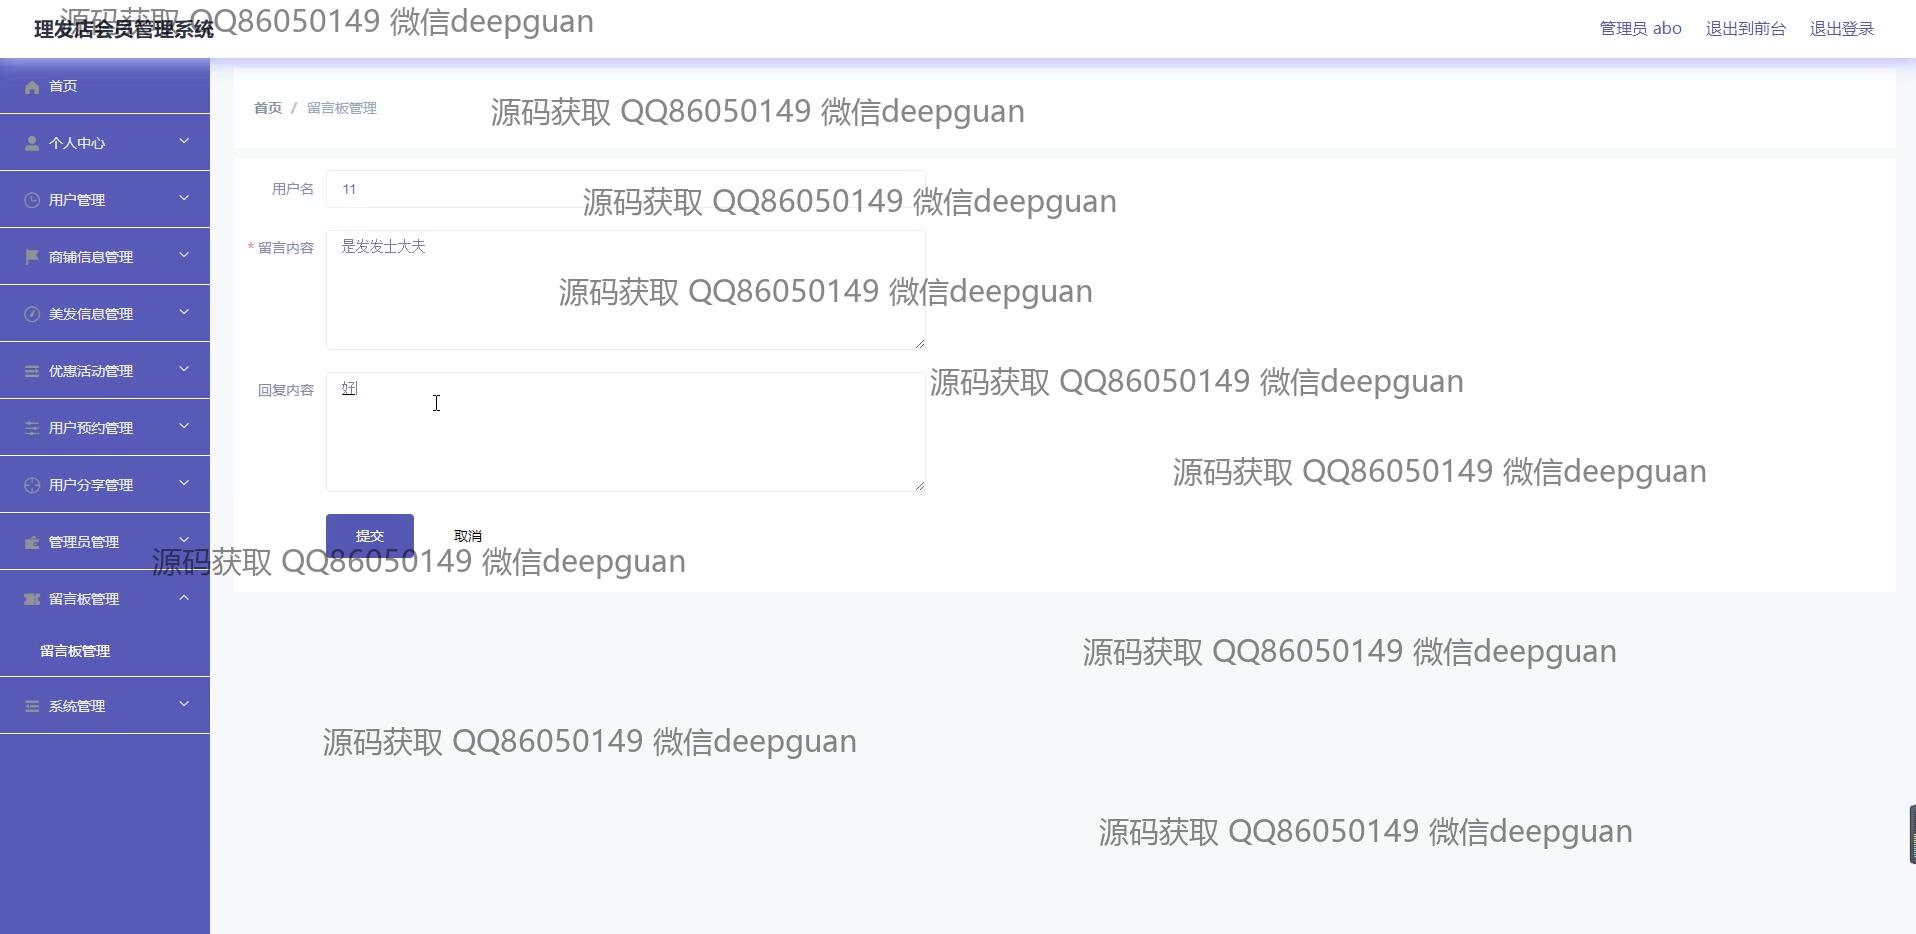 理发店会员管理系统
源码获取 QQ86050149 微信deepguan
管理员 abo
退出到前台
退出登录
首页
个人中心
用户管理
商铺信息管理
美发信息管理
优惠活动管理
用户预约管理
用户分享管理
管理员管理
留言板管理
留言板管理
系统管理
首页 / 留言板管理
源码获取 QQ86050149 微信deepguan
用户名 11
源码获取 QQ86050149 微信deepguan
* 留言内容 是发发士大夫
源码获取 QQ86050149 微信deepguan
源码获取 QQ86050149 微信deepguan
回复内容 好
源码获取 QQ86050149 微信deepguan
提交 取消
源码获取 QQ86050149 微信deepguan
源码获取 QQ86050149 微信deepguan
源码获取 QQ86050149 微信deepguan
源码获取 QQ86050149 微信deepguan